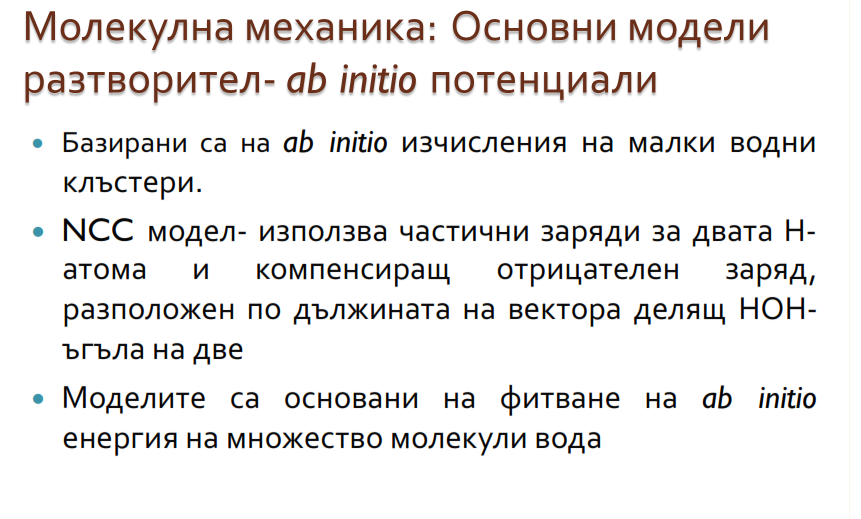 Молекулна механика: Основни модели
разтворител- ab initio потенциали
• Базирани са на ab initio изчисления на малки водни
клъстери.
• NCC модел- използва частични заряди за двата Н-
атома и компенсиращ отрицателен заряд,
разположен по дължината на вектора делящ НОН-
ъгъла на две
• Моделите са основани на фитване на ab initio
енергия на множество молекули вода